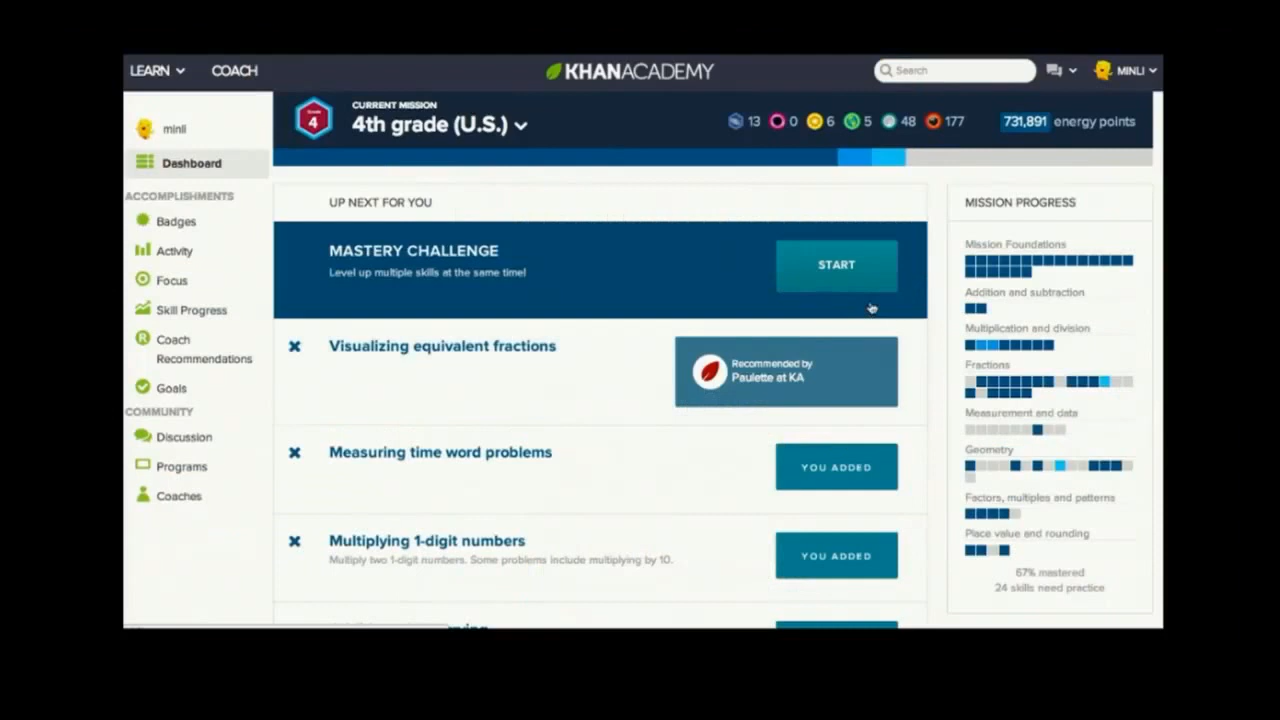 LEARN COACH KHANACADEMY Search MINLI
minli
Dashboard
ACCOMPLISHMENTS
Badges
Activity
Focus
Skill Progress
Coach
Recommendations
Goals
COMMUNITY
Discussion
Programs
Coaches
Grade
4
CURRENT MISSION
4th grade (U.S.)
13 0 6 5 48 177 731,891 energy points
UP NEXT FOR YOU
MASTERY CHALLENGE
Level up multiple skills at the same time!
START
Visualizing equivalent fractions
Recommended by
Paulette at KA
Measuring time word problems
YOU ADDED
Multiplying 1-digit numbers
Multiply two 1-digit numbers. Some problems include multiplying by 10.
YOU ADDED
MISSION PROGRESS
Mission Foundations
Addition and subtraction
Multiplication and division
Fractions
Measurement and data
Geometry
Factors, multiples and patterns
Place value and rounding
67% mastered
24 skills need practice